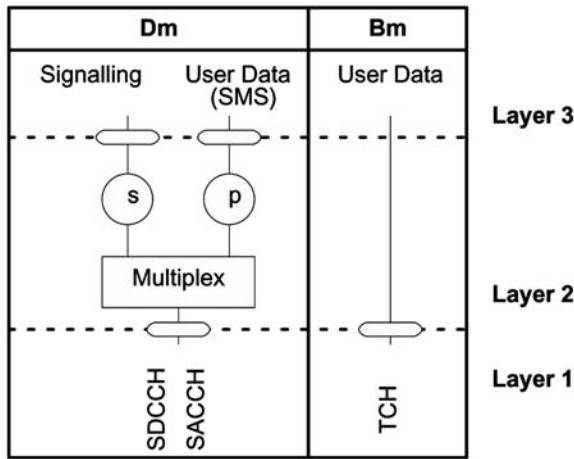 Dm
Bm
Signalling
User Data
(SMS)
User Data
Layer 3
s
p
Multiplex
Layer 2
SDCCH
SACCH
TCH
Layer 1